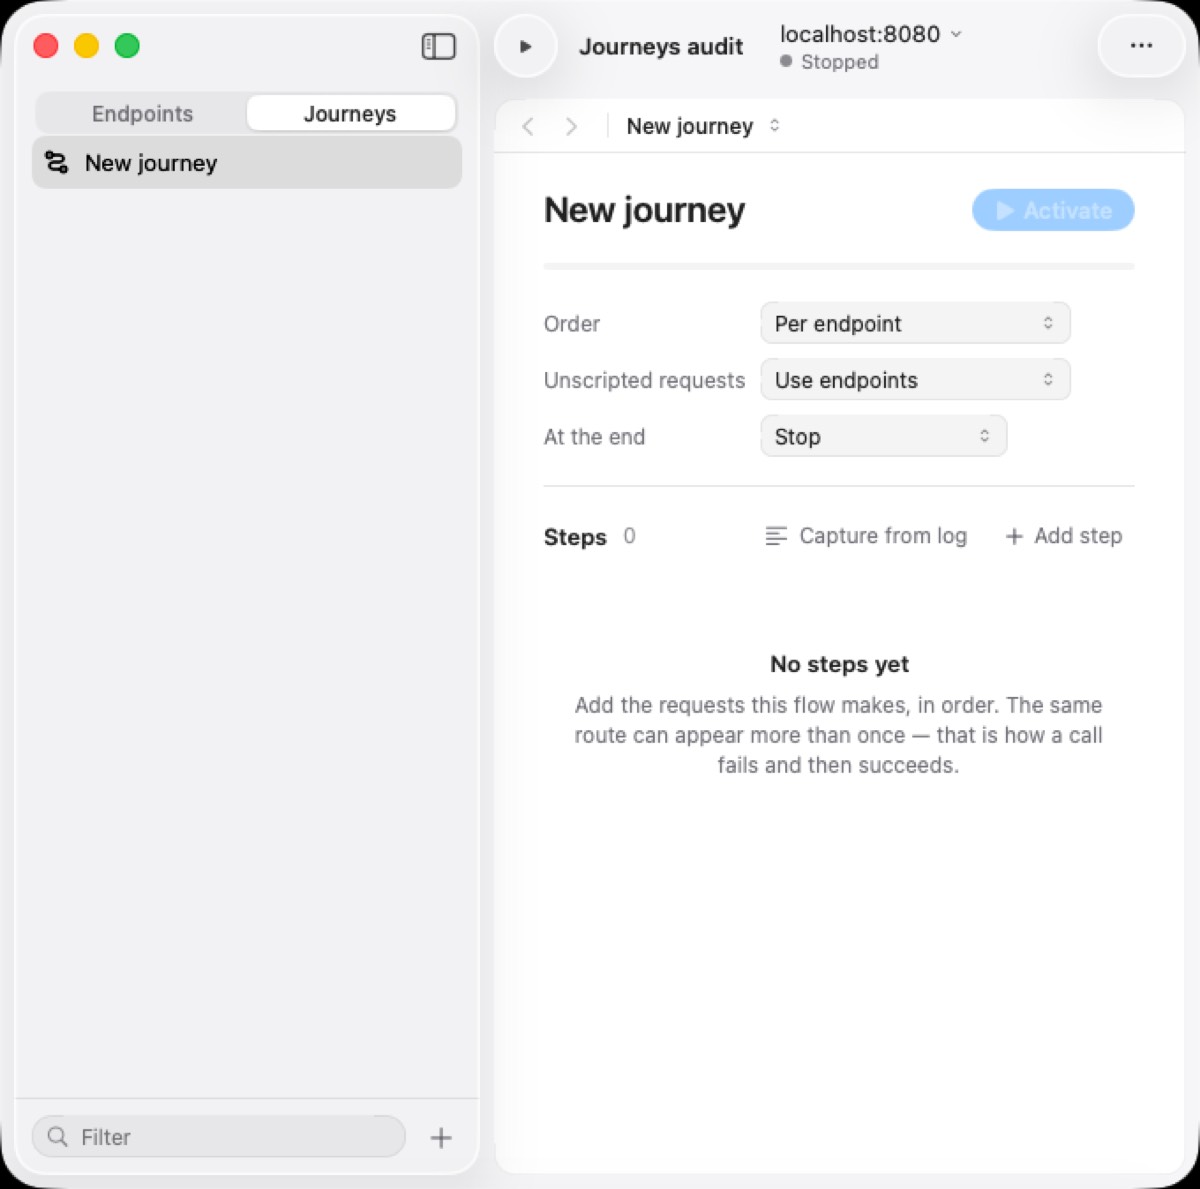 Endpoints
Journeys
New journey
Filter
Journeys audit
localhost:8080
Stopped
New journey
New journey
Activate
Order
Per endpoint
Unscripted requests
Use endpoints
At the end
Stop
Steps 0
Capture from log
Add step
No steps yet
Add the requests this flow makes, in order. The same
route can appear more than once — that is how a call
fails and then succeeds.